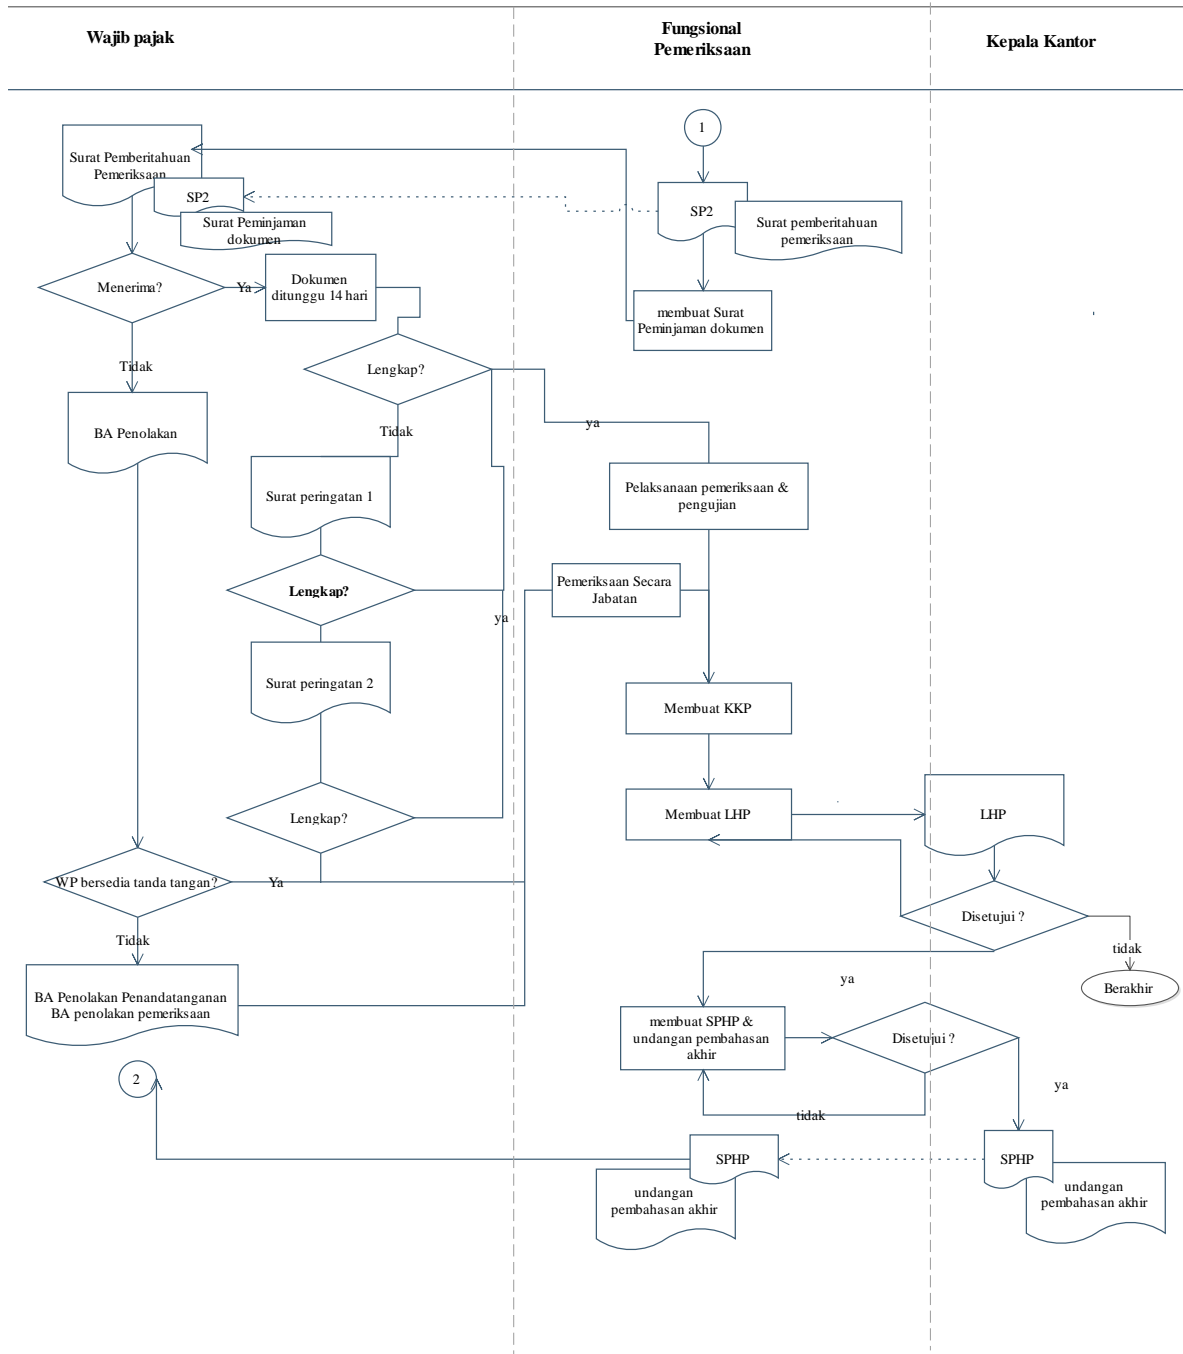 Wajib pajak
Fungsional
Pemeriksaan
Kepala Kantor
1
Surat Pemberitahuan
Pemeriksaan
SP2
Surat Peminjaman
dokumen
SP2
Surat pemberitahuan
pemeriksaan
Menerima?
Ya
Dokumen
ditunggu 14 hari
membuat Surat
Peminjaman dokumen
Tidak
Lengkap?
ya
BA Penolakan
Tidak
Surat peringatan 1
Pelaksanaan pemeriksaan &
pengujian
Lengkap?
ya
Pemeriksaan Secara
Jabatan
Surat peringatan 2
Membuat KKP
Lengkap?
Membuat LHP
LHP
WP bersedia tanda tangan?
Ya
Disetujui ?
Tidak
tidak
Berakhir
ya
BA Penolakan Penandatanganan
BA penolakan pemeriksaan
membuat SPHP &
undangan pembahasan
akhir
Disetujui ?
ya
tidak
2
SPHP
undangan
pembahasan akhir
SPHP
undangan
pembahasan akhir